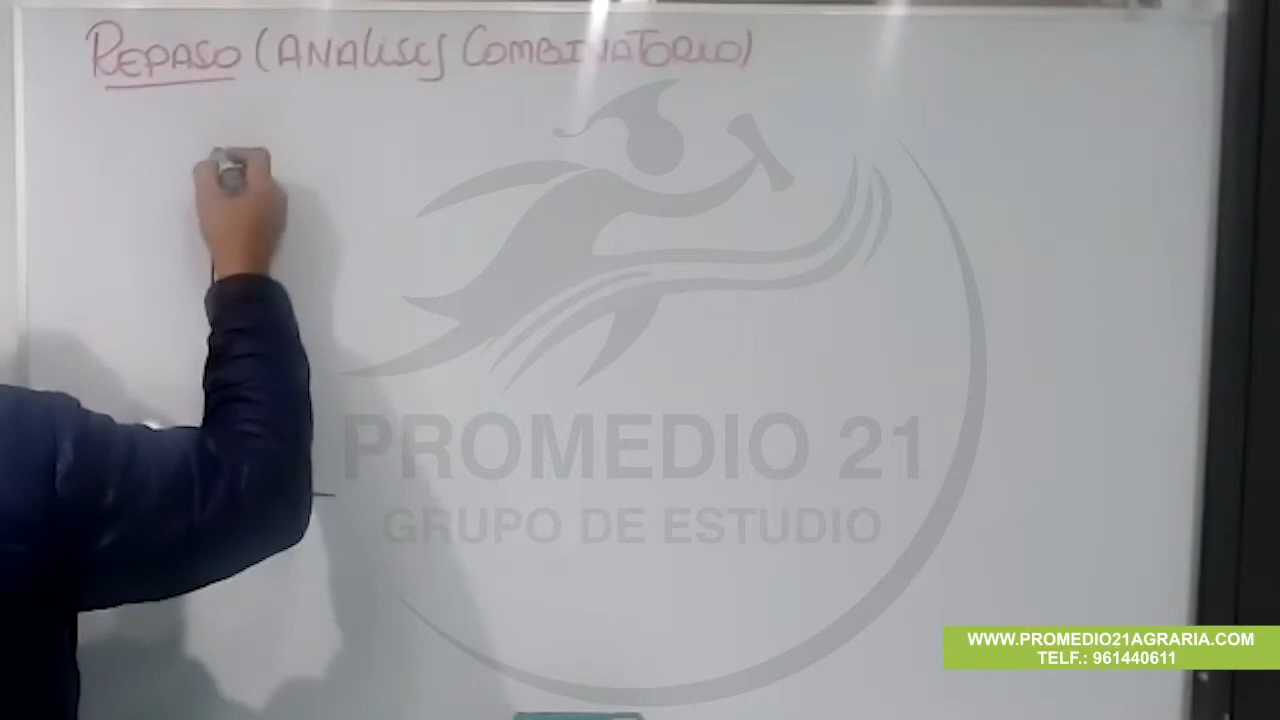 REPASO (ANALISIS COMBINATORIO)
PROMEDIO 21
GRUPO DE ESTUDIO
WWW.PROMEDIO21AGRARIA.COM
TELF.: 961440611